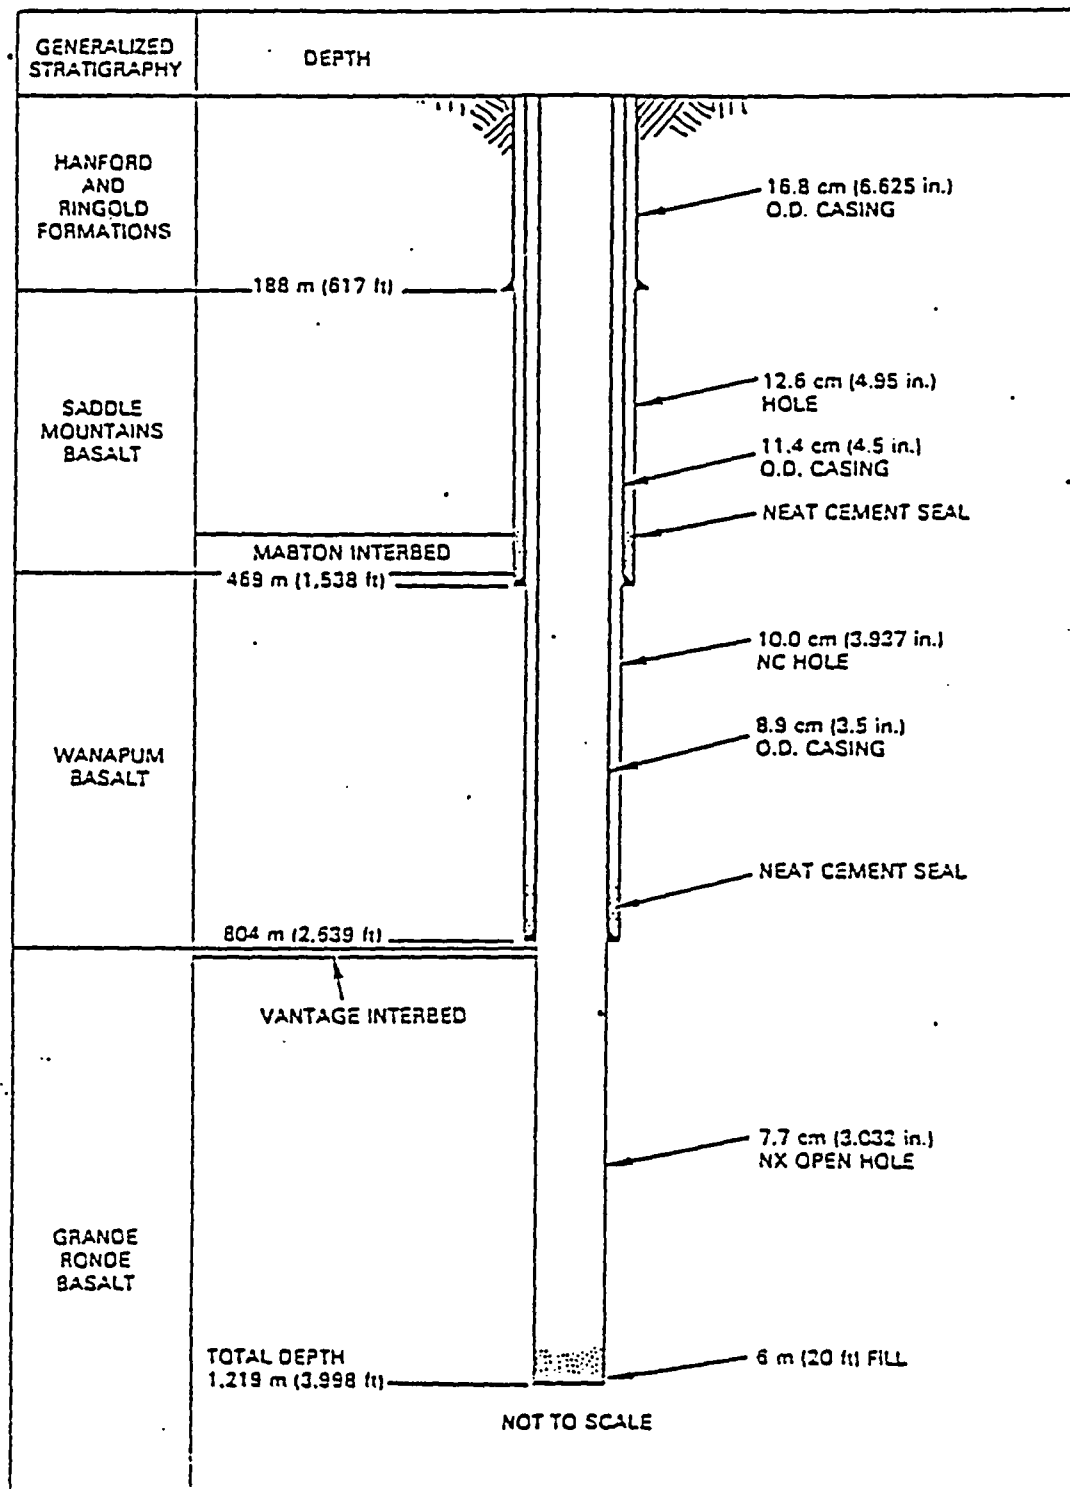 GENERALIZED
STRATIGRAPHY
DEPTH
HANFORD
AND
RINGOLD
FORMATIONS
16.8 cm (6.625 in.)
O.D. CASING
188 m (617 ft)
SADDLE
MOUNTAINS
BASALT
12.6 cm (4.95 in.)
HOLE
11.4 cm (4.5 in.)
O.D. CASING
NEAT CEMENT SEAL
MABTON INTERBED
469 m (1,538 ft)
10.0 cm (3.937 in.)
NC HOLE
WANAPUM
BASALT
8.9 cm (3.5 in.)
O.D. CASING
NEAT CEMENT SEAL
804 m (2,639 ft)
VANTAGE INTERBED
7.7 cm (3.032 in.)
NX OPEN HOLE
GRANDE
RONDE
BASALT
TOTAL DEPTH
1,219 m (3,998 ft)
6 m (20 ft) FILL
NOT TO SCALE